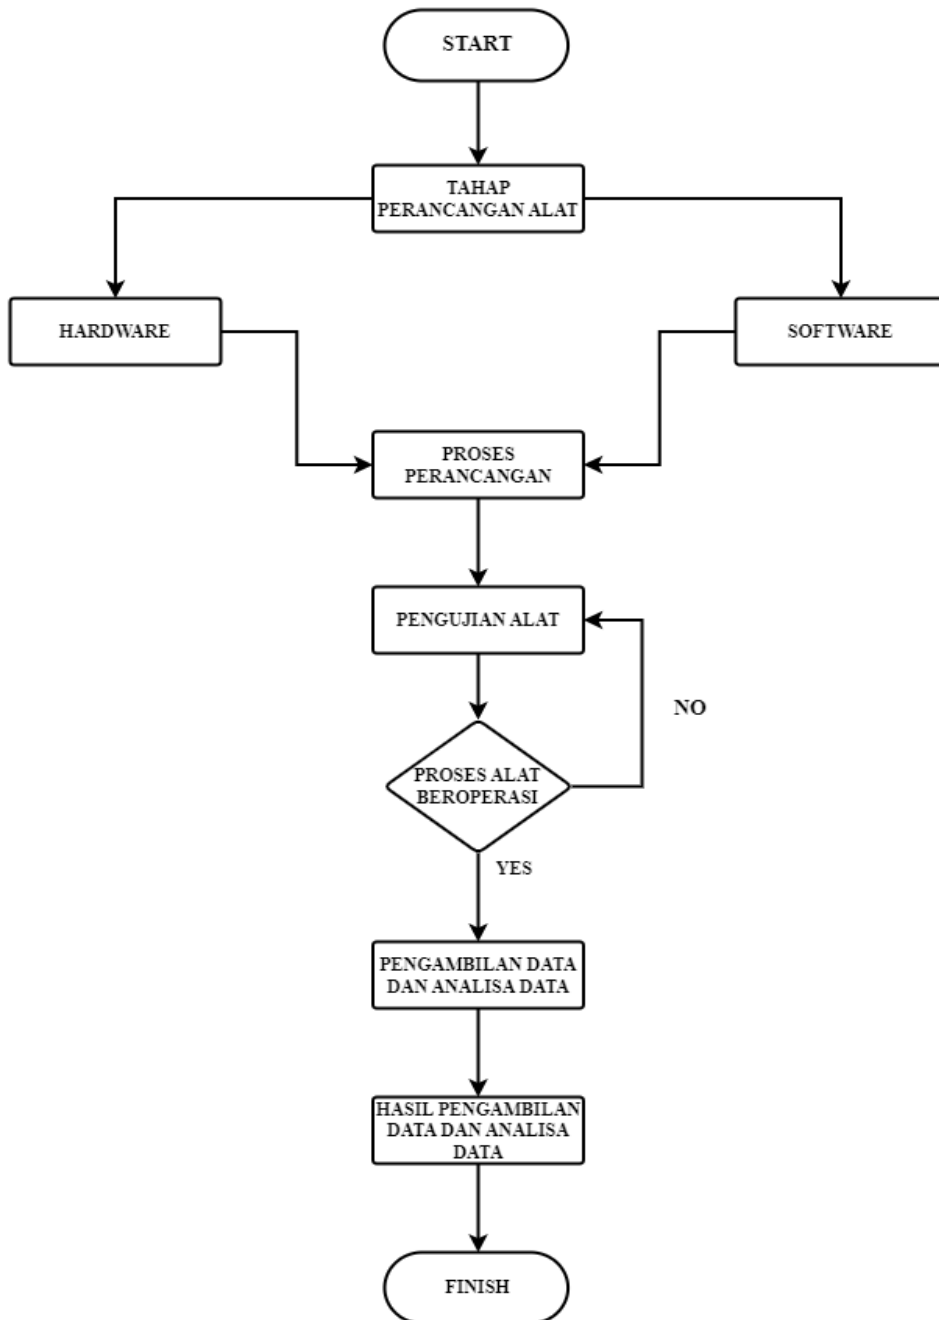 START
TAHAP
PERANCANGAN ALAT
HARDWARE
SOFTWARE
PROSES
PERANCANGAN
PENGUJIAN ALAT
NO
PROSES ALAT
BEROPERASI
YES
PENGAMBILAN DATA
DAN ANALISA DATA
HASIL PENGAMBILAN
DATA DAN ANALISA
DATA
FINISH